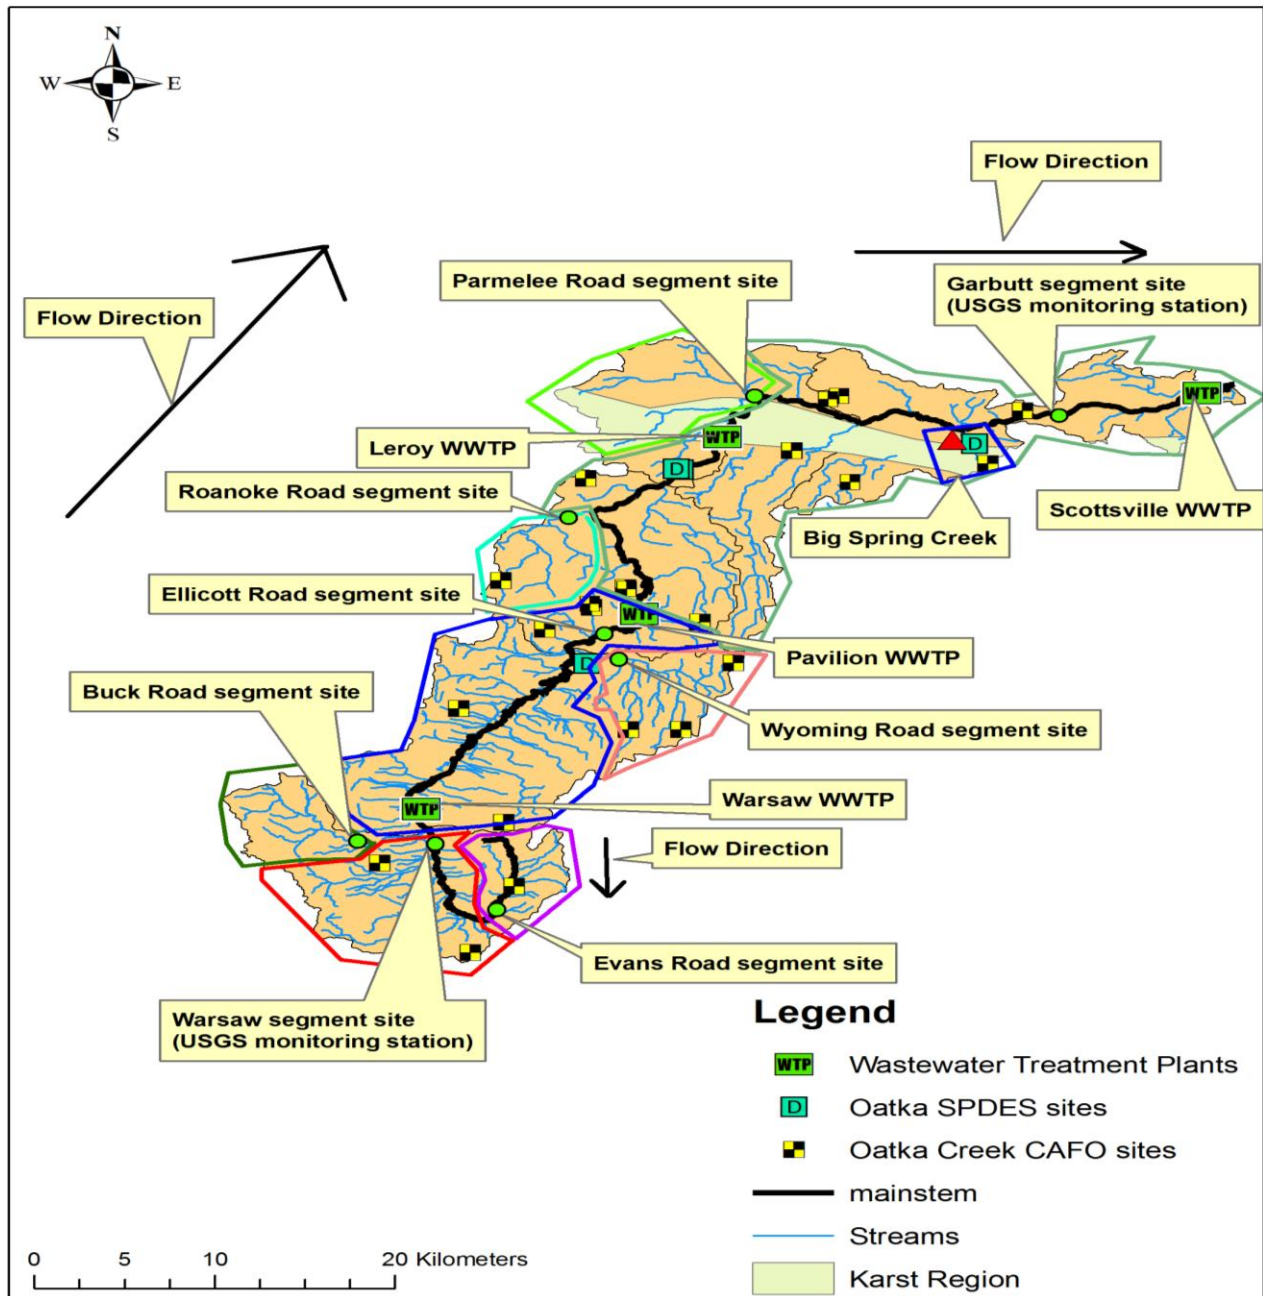 N
W E
S
Flow Direction
Parmelee Road segment site
Garbutt segment site
(USGS monitoring station)
Flow Direction
WTP
Leroy WWTP
WTP
D
D
Roanoke Road segment site
Scottsville WWTP
Big Spring Creek
Ellicott Road segment site
WTP
Pavilion WWTP
D
Buck Road segment site
Wyoming Road segment site
WTP
Warsaw WWTP
Flow Direction
Evans Road segment site
Warsaw segment site
(USGS monitoring station)
Legend
WTP Wastewater Treatment Plants
D Oatka SPDES sites
Oatka Creek CAFO sites
mainstem
Streams
Karst Region
0 5 10 20 Kilometers